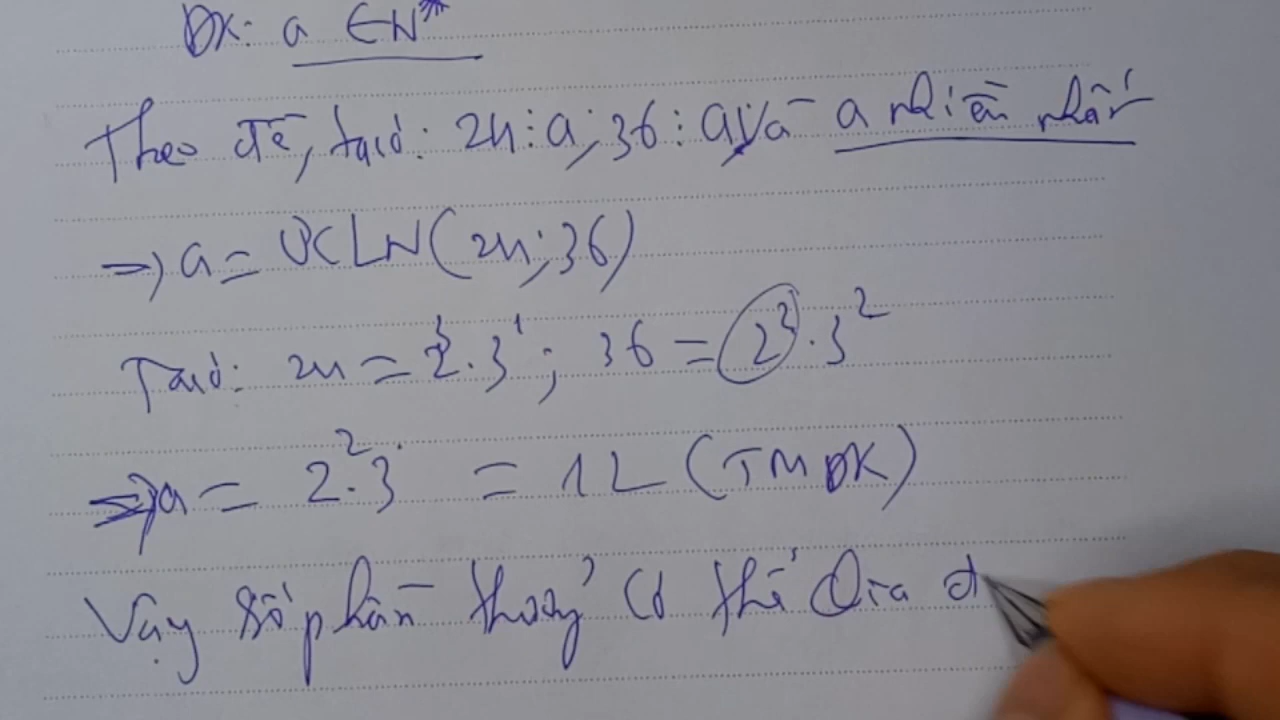 ĐK: a ∈ N*
Theo đề, ta có: 24 ⋮ a; 36 ⋮ a và a nhiều nhất
=> a = ƯCLN(24; 36)
Ta có: 24 = 2³.3¹; 36 = 2².3²
=> a = 2².3 = 12 (TMĐK)
Vậy số phần thưởng có thể chia đ